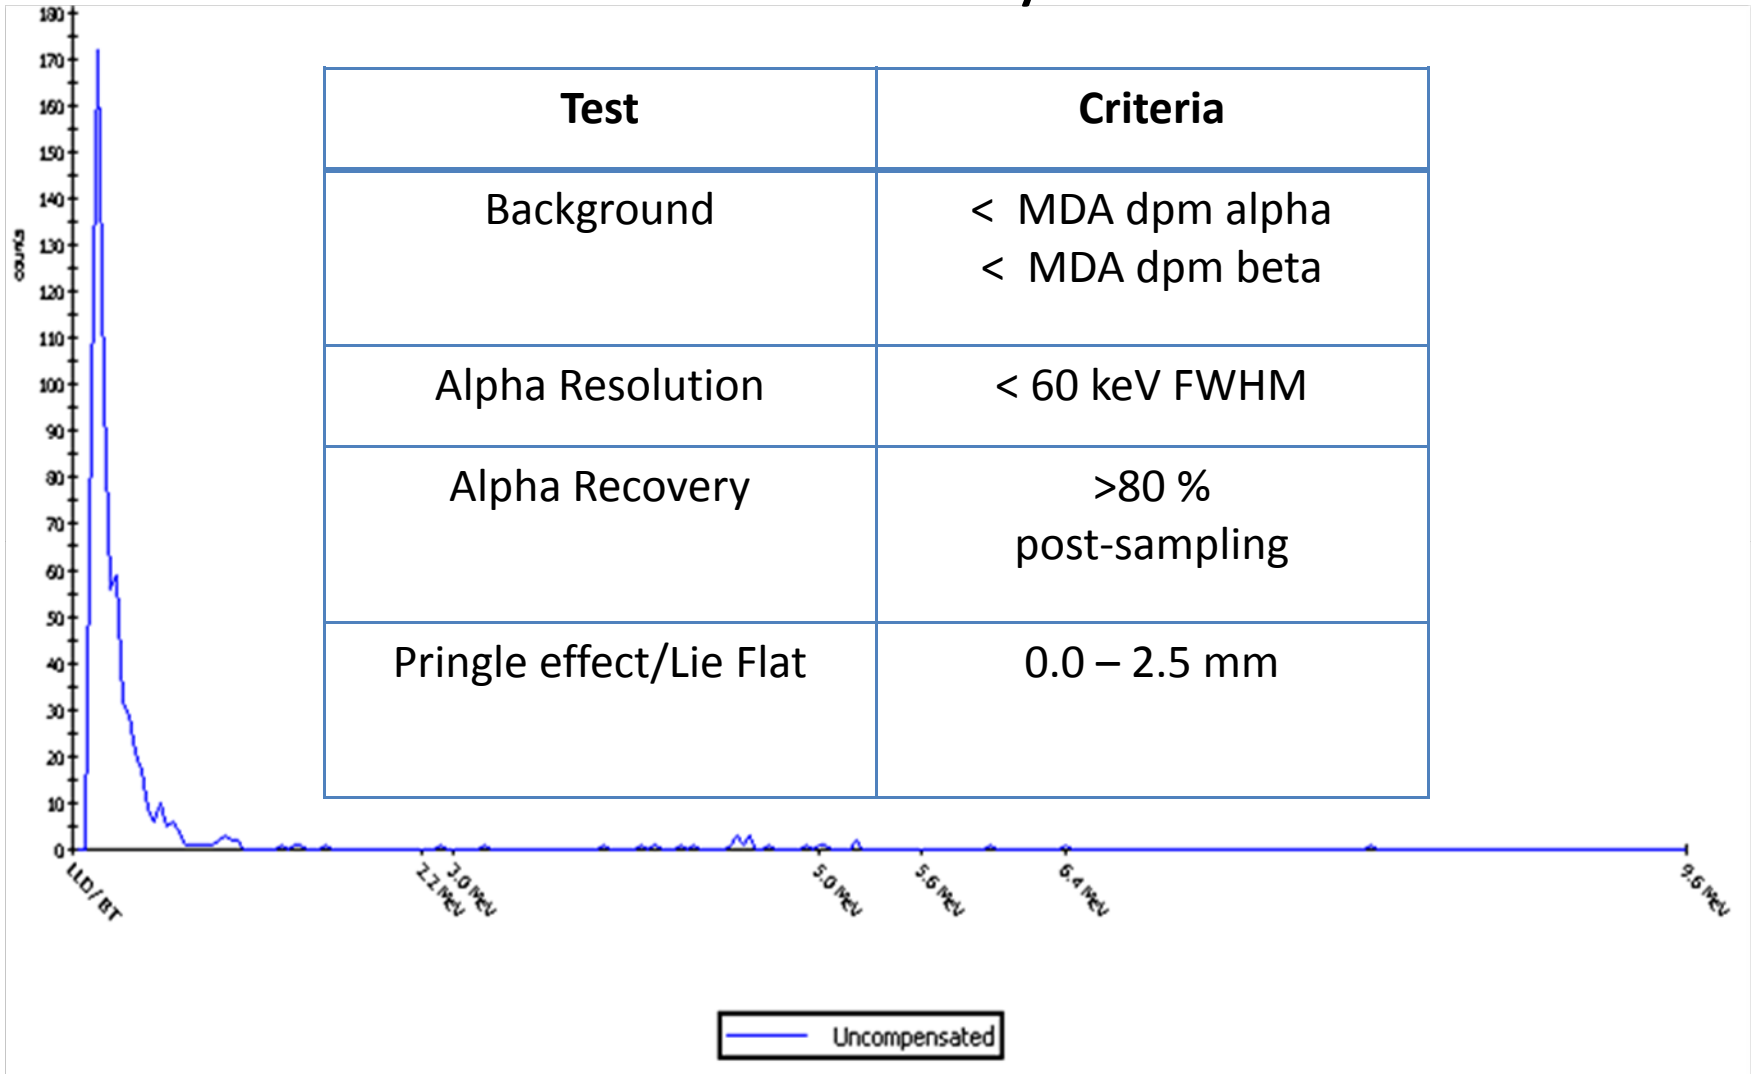 180
170
160
150
140
130
120
110
100
90
80
70
60
50
40
30
20
10
0
counts
Test Criteria
Background < MDA dpm alpha
< MDA dpm beta
Alpha Resolution < 60 keV FWHM
Alpha Recovery >80 %
post-sampling
Pringle effect/Lie Flat 0.0 – 2.5 mm
LLD/BT 2.2 MeV 3.0 MeV 5.0 MeV 5.6 MeV 6.4 MeV 9.6 MeV
Uncompensated